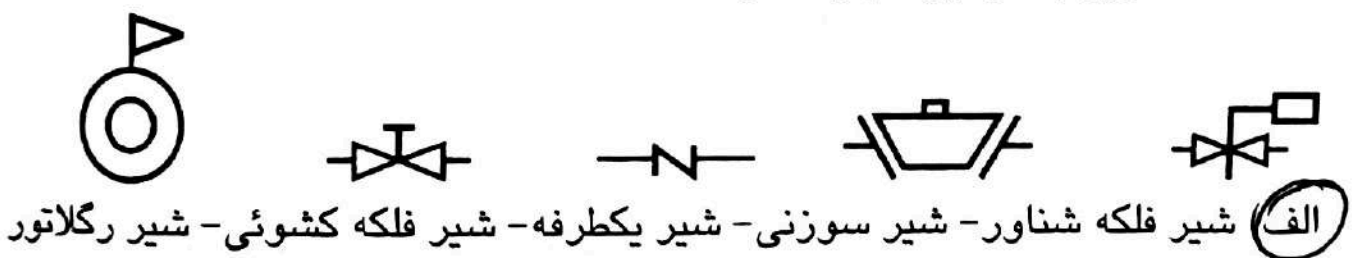 الف) شیر فلکه شناور- شیر سوزنی- شیر یکطرفه- شیر فلکه کشوئی- شیر رگلاتور